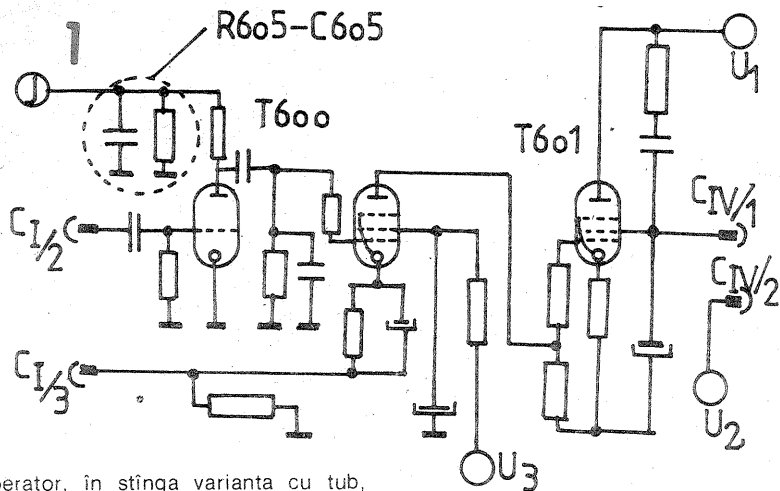 1
R605-C605
T600
T601
U1
CI/2
CIV/1
CIV/2
CI/3
U2
U3
perator, în stînga varianta cu tub,